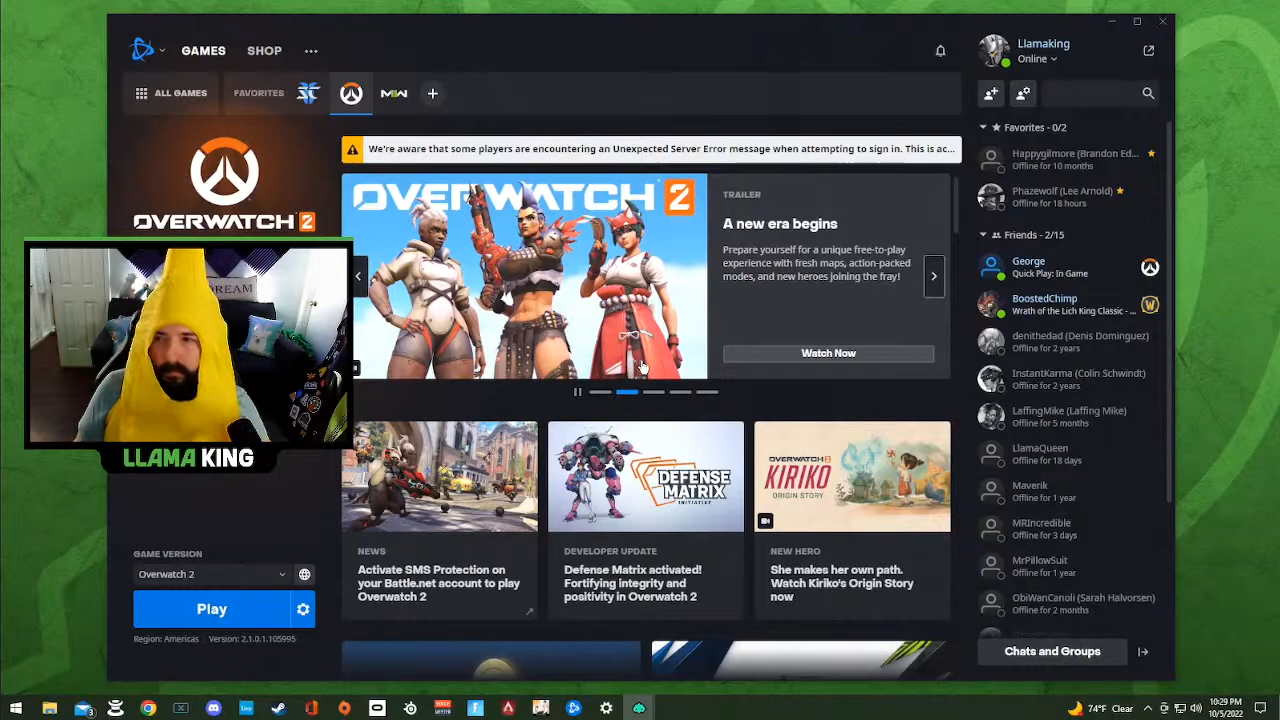 GAMES SHOP
ALL GAMES
FAVORITES
MW
Llamaking
Online
OVERWATCH 2
We're aware that some players are encountering an Unexpected Server Error message when attempting to sign in. This is ac...
OVERWATCH 2
TRAILER
A new era begins
Prepare yourself for a unique free-to-play
experience with fresh maps, action-packed
modes, and new heroes joining the fray!
Watch Now
DREAM
LLAMA KING
DEFENSE
MATRIX
INITIATIVE
OVERWATCH 2
KIRIKO
ORIGIN STORY
NEWS
Activate SMS Protection on
your Battle.net account to play
Overwatch 2
DEVELOPER UPDATE
Defense Matrix activated!
Fortifying integrity and
positivity in Overwatch 2
NEW HERO
She makes her own path.
Watch Kiriko's Origin Story
now
GAME VERSION
Overwatch 2
Play
Region: Americas | Version: 2.1.0.1.105995
Favorites - 0/2
Happygilmore (Brandon Ed...
Offline for 10 months
Phazewolf (Lee Arnold)
Offline for 18 hours
Friends - 2/15
George
Quick Play: In Game
BoostedChimp
Wrath of the Lich King Classic - ...
denithedad (Denis Dominguez)
Offline for 2 years
InstantKarma (Colin Schwindt)
Offline for 2 years
LaffingMike (Laffing Mike)
Offline for 5 months
LlamaQueen
Offline for 18 days
Maverik
Offline for 1 year
MRIncredible
Offline for 3 days
MrPillowSuit
Offline for 1 year
ObiWanCanoli (Sarah Halvorsen)
Offline for 2 months
Chats and Groups
3
Live
74°F Clear
10:29 PM
10/5/2022